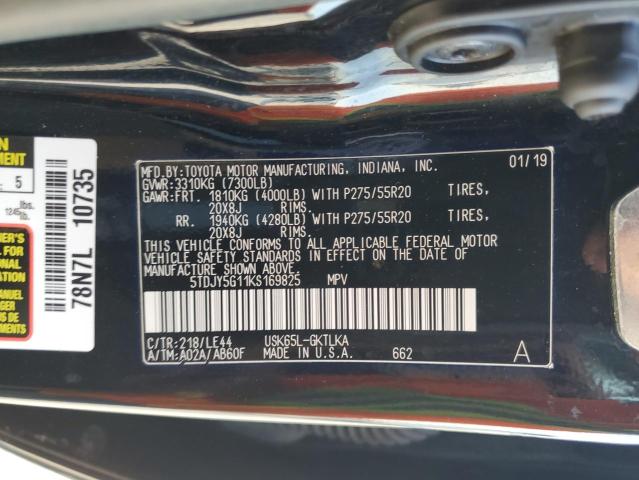 MFD.BY:TOYOTA MOTOR MANUFACTURING, INDIANA, INC. 01/19
GVWR:3310KG (7300LB)
GAWR:FRT. 1810KG (4000LB) WITH P275/55R20 TIRES,
20X8J RIMS.
RR. 1940KG (4280LB) WITH P275/55R20 TIRES,
20X8J RIMS.
THIS VEHICLE CONFORMS TO ALL APPLICABLE FEDERAL MOTOR
VEHICLE SAFETY STANDARDS IN EFFECT ON THE DATE OF
MANUFACTURE SHOWN ABOVE.
5TDJY5G11KS169825 MPV
C/TR:218/LE44 USK65L-GKTLKA
A/TM:A02A/AB60F MADE IN U.S.A. 662 A
78N7L 10735
5
lbs.
lb.